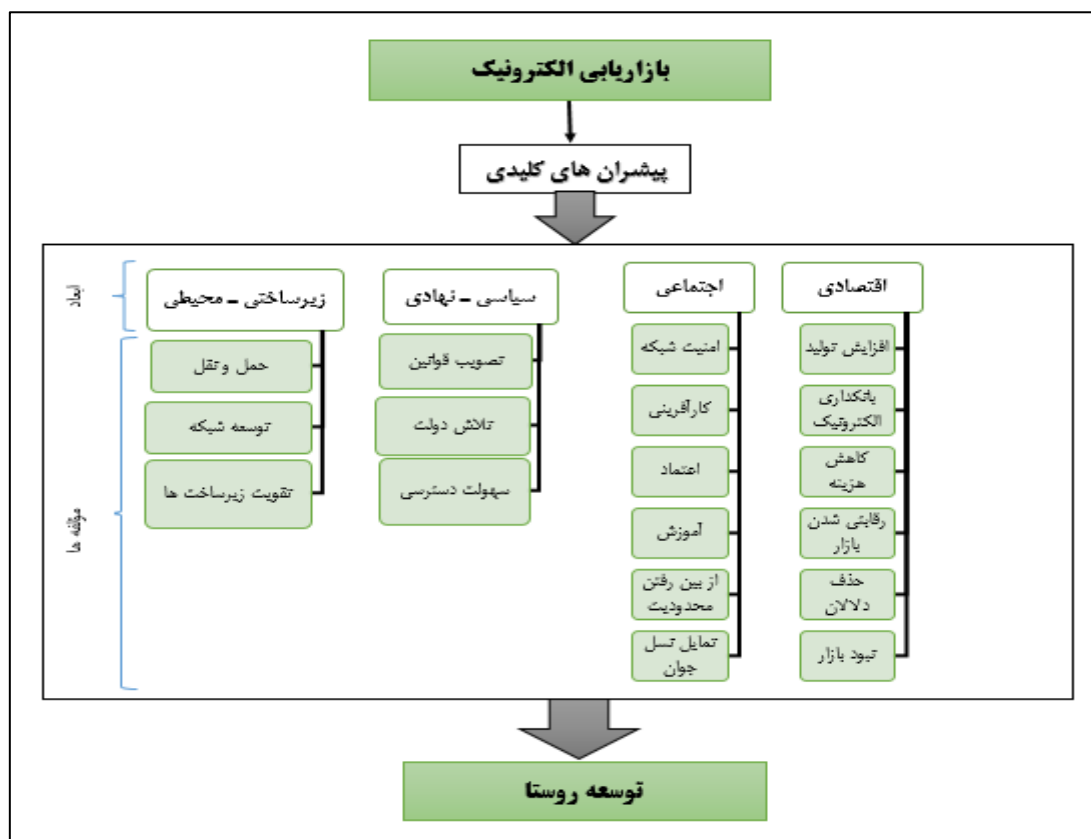 بازاریابی الکترونیک
پیشران های کلیدی
ابعاد
اقتصادی
اجتماعی
سیاسی ـ نهادی
زیرساختی ـ محیطی
مؤلفه ها
افزایش تولید
بانکداری
الکترونیک
کاهش
هزینه
رقابتی شدن
بازار
حذف
دلالان
نبود بازار
امنیت شبکه
کارآفرینی
اعتماد
آموزش
از بین رفتن
محدودیت
تمایل نسل
جوان
تصویب قوانین
تلاش دولت
سهولت دسترسی
حمل و نقل
توسعه شبکه
تقویت زیرساخت ها
توسعه روستا